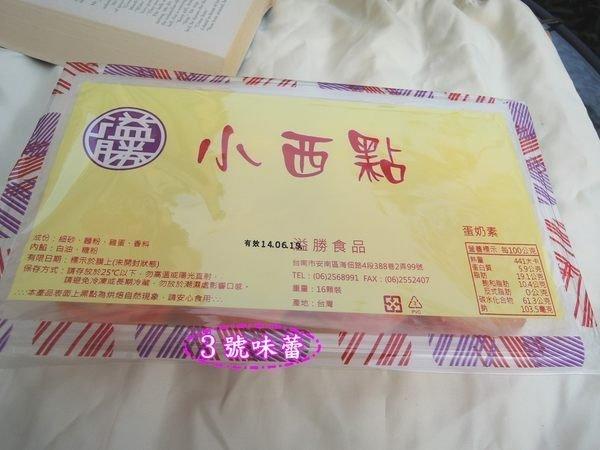 溢勝
小西點
蛋奶素
有效14.06.19
溢勝食品
成份：細砂、麵粉、雞蛋、香料
內餡：白油、糖粉
有限日期：標示於膜上(未開封狀態)
保存方式：請存放於25℃以下，勿高溫或陽光直射，
請避免冷凍或長期冷藏，勿放於潮濕處影響口感。
∴本產品表面上黑點為烘焙自然現象，請安心食用∴
台南市安南區海佃路4段388巷2弄99號
TEL：(06)2568991 FAX：(06)2552407
重量：16顆裝
產地：台灣
PVC
營養標示：每100公克
熱量 441大卡
蛋白質 5.9公克
脂肪 19.1公克
飽和脂肪 10.4公克
反式脂肪 0公克
碳水化合物 61.3公克
鈉 103.5毫克
３號味蕾